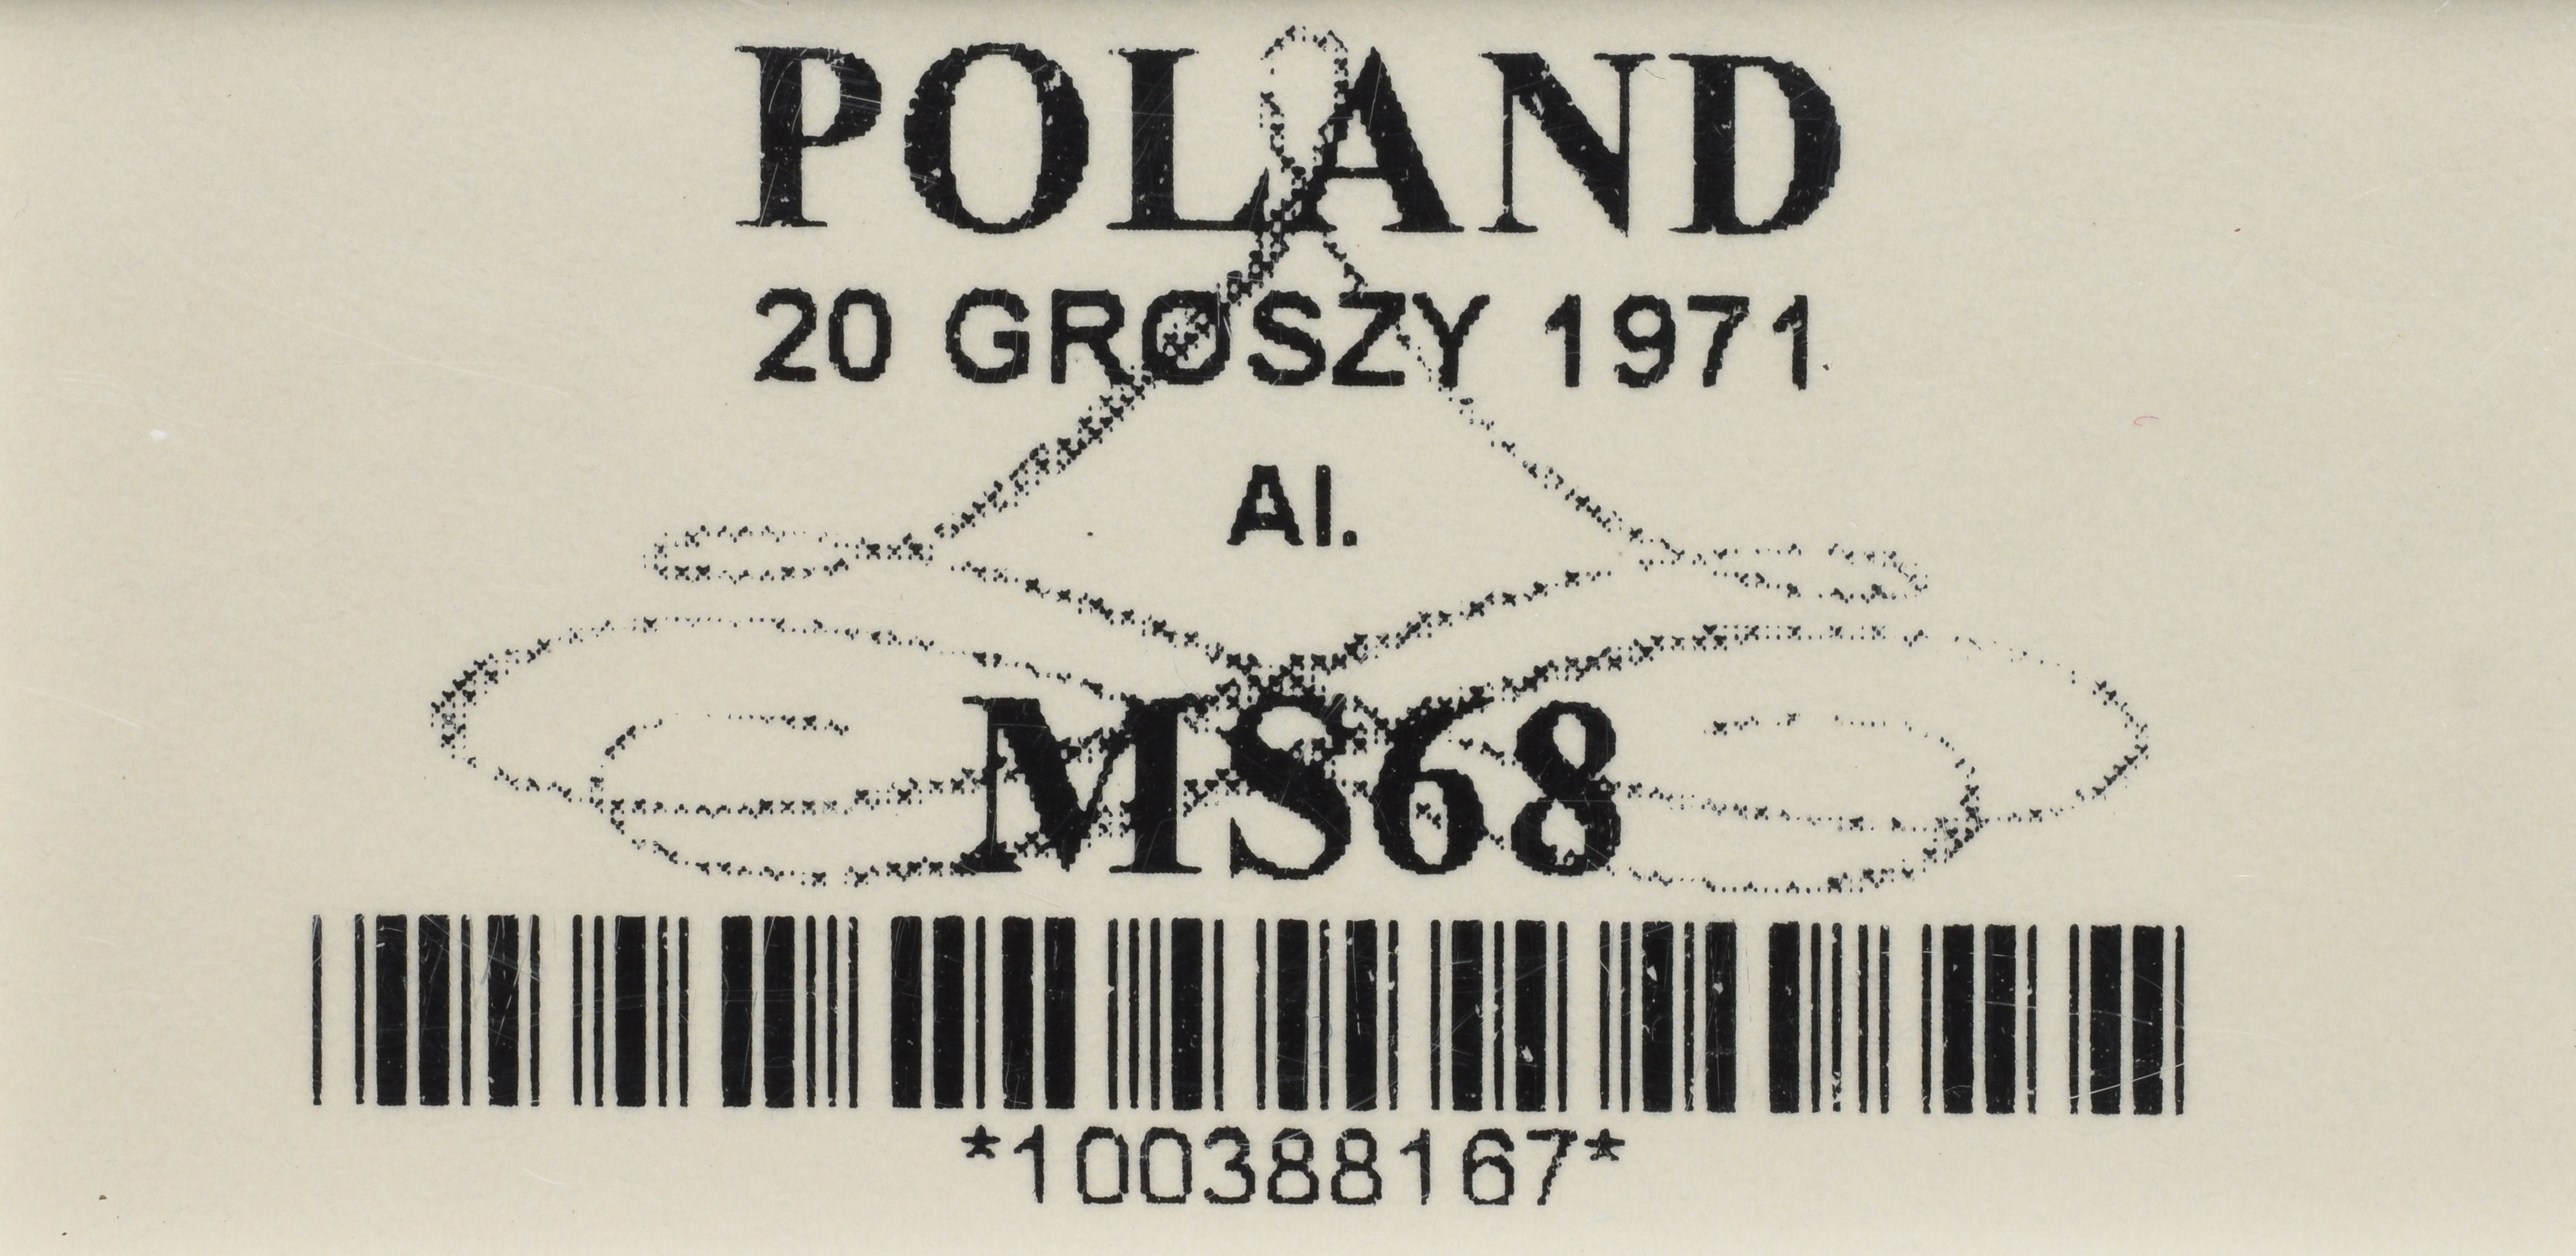 POLAND
20 GROSZY 1971
Al.
MS68
*100388167*